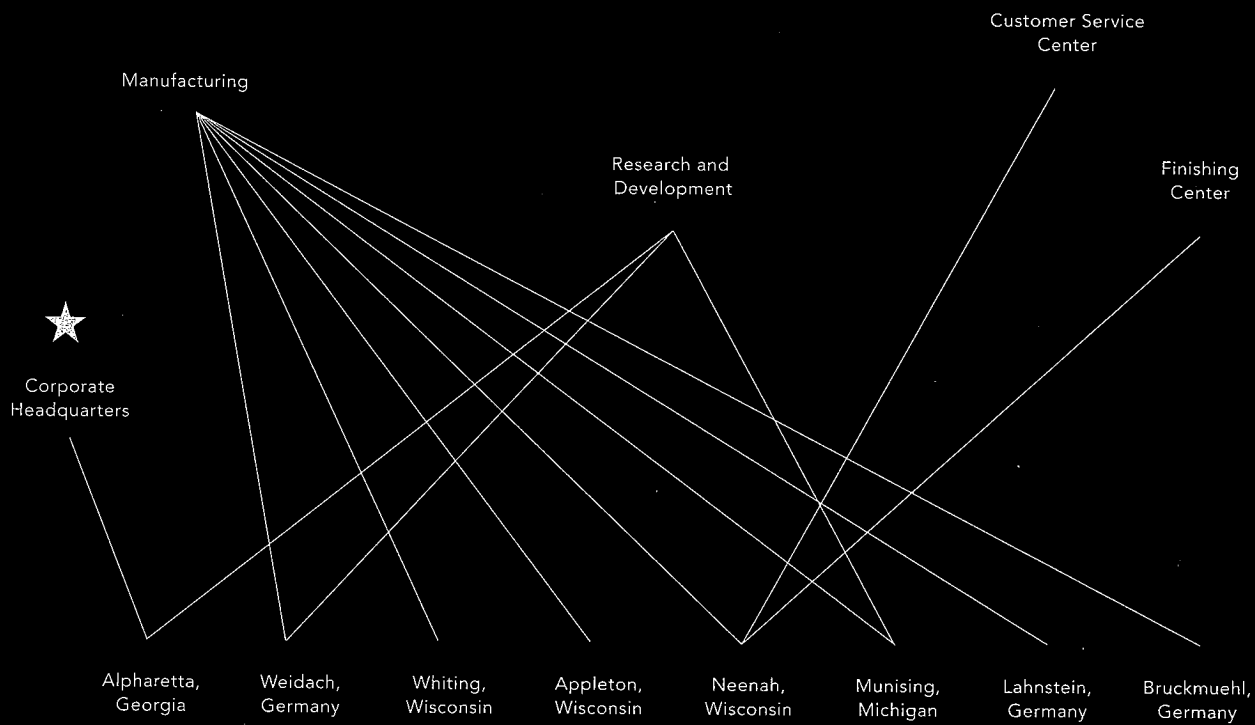 Customer Service
Center
Manufacturing
Research and
Development
Finishing
Center
Corporate
Headquarters
Alpharetta,
Georgia
Weidach,
Germany
Whiting,
Wisconsin
Appleton,
Wisconsin
Neenah,
Wisconsin
Munising,
Michigan
Lahnstein,
Germany
Bruckmuehl,
Germany